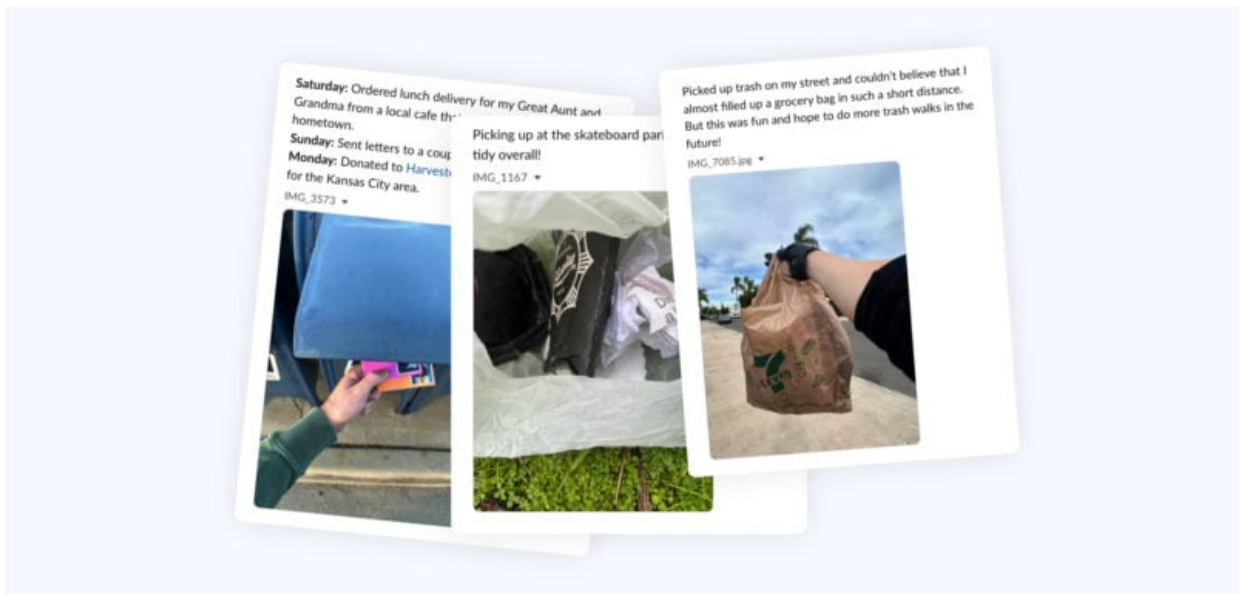 Saturday: Ordered lunch delivery for my Great Aunt and
Grandma from a local cafe
hometown.
Sunday: Sent letters to a
Monday: Donated to
for the Kansas City area.
IMG_3573
Picking up at the skateboard
tidy overall!
IMG_1167
Picked up trash on my street and couldn't believe that I
almost filled up a grocery bag in such a short distance.
But this was fun and hope to do more trash walks in the
future!
IMG_7085.jpg